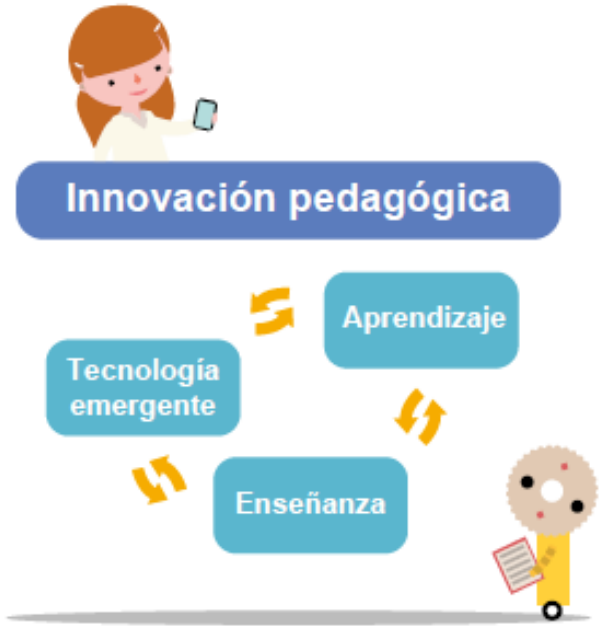 Innovación pedagógica
Aprendizaje
Tecnología
emergente
Enseñanza